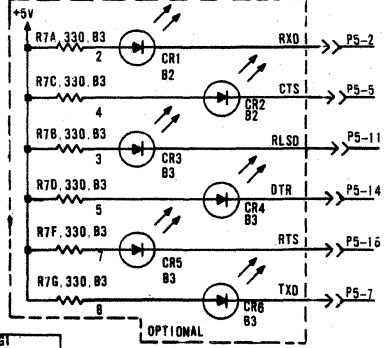 +5V
R7A, 330, B3
2
CR1
B2
RXD
P5-2
R7C, 330, B3
4
CR2
B2
CTS
P5-5
R7B, 330, B3
3
CR3
B3
RLSD
P5-11
R7D, 330, B3
5
CR4
B3
DTR
P5-14
R7F, 330, B3
7
CR5
B3
RTS
P5-16
R7G, 330, B3
8
CR6
B3
TXD
P5-7
OPTIONAL